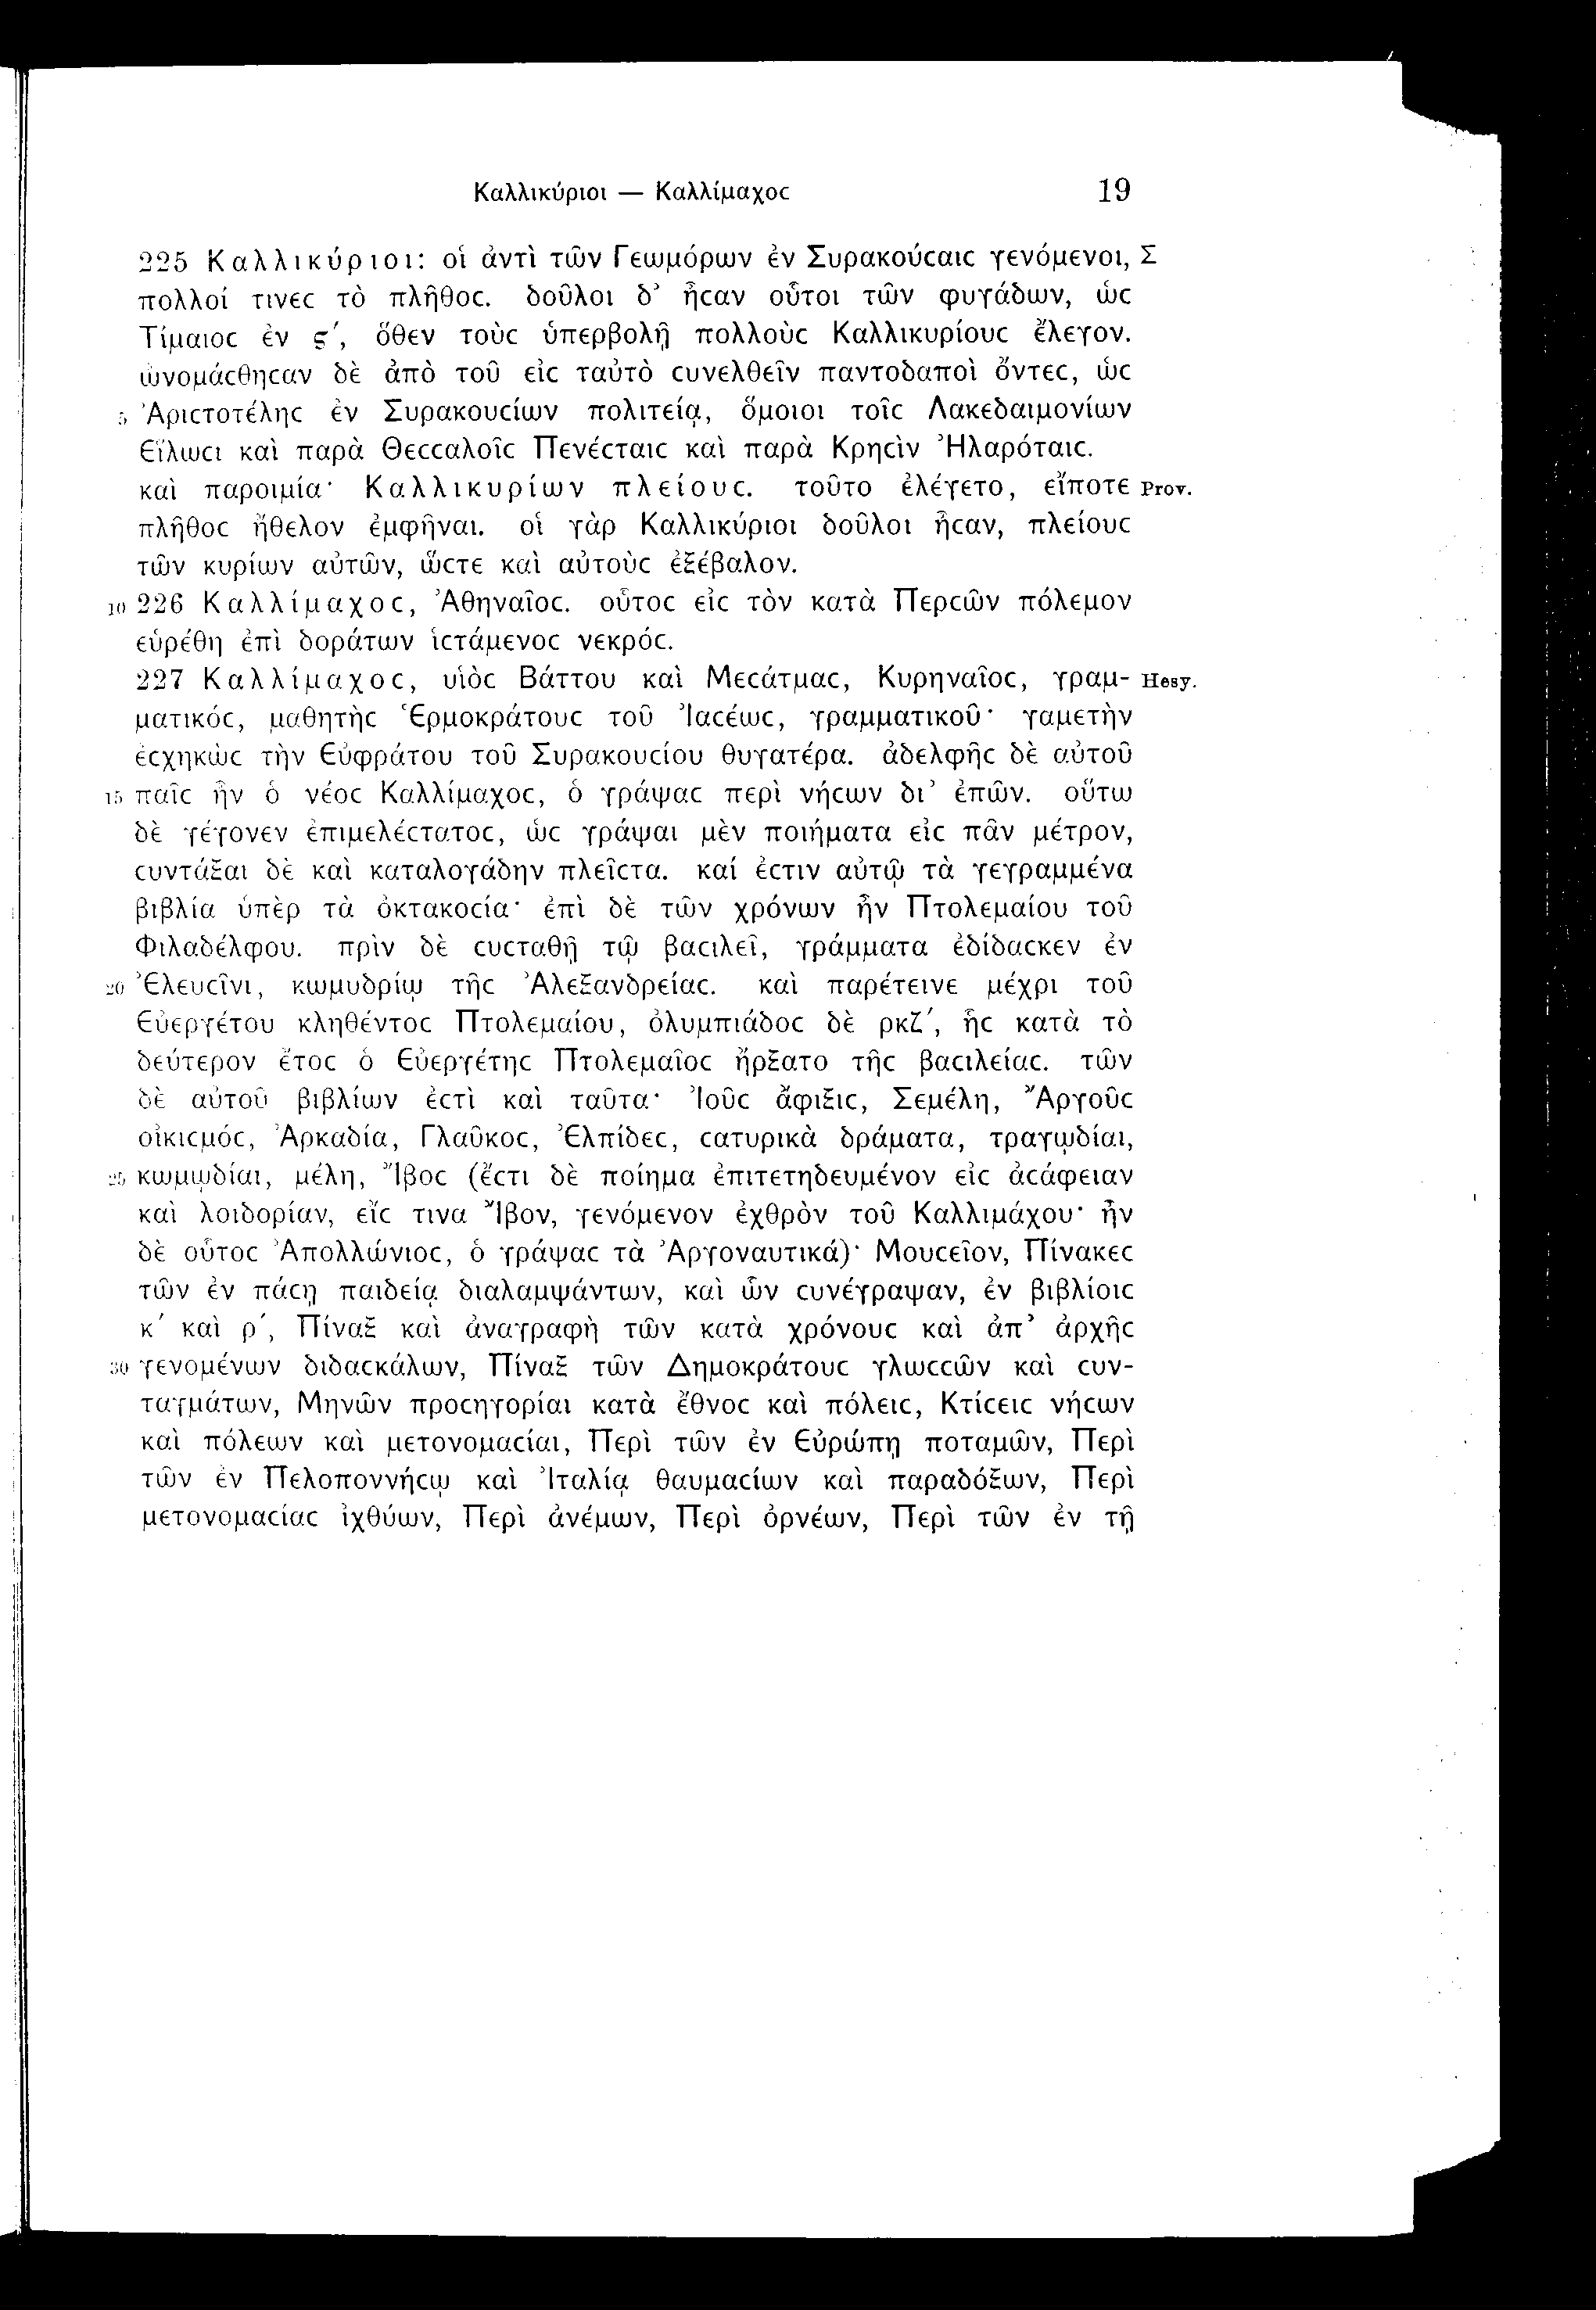 Καλλικύριοι — Καλλίμαχοϲ 19
225 Καλλικύριοι: οἱ ἀντὶ τῶν Γεωμόρων ἐν Συρακούϲαιϲ γενόμενοι, Σ
πολλοί τινεϲ τὸ πλῆθοϲ. δοῦλοι δ’ ἦϲαν οὗτοι τῶν φυγάδων, ὡϲ
Τίμαιοϲ ἐν ϛ´, ὅθεν τοὺϲ ὑπερβολῇ πολλοὺϲ Καλλικυρίουϲ ἔλεγον.
ὠνομάϲθηϲαν δὲ ἀπὸ τοῦ εἰϲ ταὐτὸ ϲυνελθεῖν παντοδαποὶ ὄντεϲ, ὡϲ
5 Ἀριϲτοτέληϲ ἐν Συρακουϲίων πολιτείᾳ, ὅμοιοι τοῖϲ Λακεδαιμονίων
Εἵλωϲι καὶ παρὰ Θεϲϲαλοῖϲ Πενέϲταιϲ καὶ παρὰ Κρηϲὶν Ἠλαρόταιϲ.
καὶ παροιμία· Καλλικυρίων πλείουϲ. τοῦτο ἐλέγετο, εἴποτε Prov.
πλῆθοϲ ἤθελον ἐμφῆναι. οἱ γὰρ Καλλικύριοι δοῦλοι ἦϲαν, πλείουϲ
τῶν κυρίων αὐτῶν, ὥϲτε καὶ αὐτοὺϲ ἐξέβαλον.
10 226 Καλλίμαχοϲ, Ἀθηναῖοϲ. οὗτοϲ εἰϲ τὸν κατὰ Περϲῶν πόλεμον
εὑρέθη ἐπὶ δοράτων ἱϲτάμενοϲ νεκρόϲ.
227 Καλλίμαχοϲ, υἱὸϲ Βάττου καὶ Μεϲάτμαϲ, Κυρηναῖοϲ, γραμ- Hesy.
ματικόϲ, μαθητὴϲ Ἑρμοκράτουϲ τοῦ Ἰαϲέωϲ, γραμματικοῦ· γαμετὴν
ἐϲχηκὼϲ τὴν Εὐφράτου τοῦ Συρακουϲίου θυγατέρα. ἀδελφῆϲ δὲ αὐτοῦ
15 παῖϲ ἦν ὁ νέοϲ Καλλίμαχοϲ, ὁ γράψαϲ περὶ νήϲων δι’ ἐπῶν. οὕτω
δὲ γέγονεν ἐπιμελέϲτατοϲ, ὡϲ γράψαι μὲν ποιήματα εἰϲ πᾶν μέτρον,
ϲυντάξαι δὲ καὶ καταλογάδην πλεῖϲτα. καί ἐϲτιν αὐτῷ τὰ γεγραμμένα
βιβλία ὑπὲρ τὰ ὀκτακοϲία· ἐπὶ δὲ τῶν χρόνων ἦν Πτολεμαίου τοῦ
Φιλαδέλφου. πρὶν δὲ ϲυϲταθῇ τῷ βαϲιλεῖ, γράμματα ἐδίδαϲκεν ἐν
20 Ἐλευϲῖνι, κωμυδρίῳ τῆϲ Ἀλεξανδρείαϲ. καὶ παρέτεινε μέχρι τοῦ
Εὐεργέτου κληθέντοϲ Πτολεμαίου, ὀλυμπιάδοϲ δὲ ρκζ´, ἧϲ κατὰ τὸ
δεύτερον ἔτοϲ ὁ Εὐεργέτηϲ Πτολεμαῖοϲ ἤρξατο τῆϲ βαϲιλείαϲ. τῶν
δὲ αὐτοῦ βιβλίων ἐϲτὶ καὶ ταῦτα· Ἰοῦϲ ἄφιξιϲ, Σεμέλη, Ἄργουϲ
οἰκιϲμόϲ, Ἀρκαδία, Γλαῦκοϲ, Ἐλπίδεϲ, ϲατυρικὰ δράματα, τραγῳδίαι,
25 κωμῳδίαι, μέλη, Ἴβοϲ (ἔϲτι δὲ ποίημα ἐπιτετηδευμένον εἰϲ ἀϲάφειαν
καὶ λοιδορίαν, εἴϲ τινα Ἴβον, γενόμενον ἐχθρὸν τοῦ Καλλιμάχου· ἦν
δὲ οὗτοϲ Ἀπολλώνιοϲ, ὁ γράψαϲ τὰ Ἀργοναυτικά)· Μουϲεῖον, Πίνακεϲ
τῶν ἐν πάϲῃ παιδείᾳ διαλαμψάντων, καὶ ὧν ϲυνέγραψαν, ἐν βιβλίοιϲ
κ´ καὶ ρ´, Πίναξ καὶ ἀναγραφὴ τῶν κατὰ χρόνουϲ καὶ ἀπ’ ἀρχῆϲ
30 γενομένων διδαϲκάλων, Πίναξ τῶν Δημοκράτουϲ γλωϲϲῶν καὶ ϲυν-
ταγμάτων, Μηνῶν προϲηγορίαι κατὰ ἔθνοϲ καὶ πόλειϲ, Κτίϲειϲ νήϲων
καὶ πόλεων καὶ μετονομαϲίαι, Περὶ τῶν ἐν Εὐρώπῃ ποταμῶν, Περὶ
τῶν ἐν Πελοποννήϲῳ καὶ Ἰταλίᾳ θαυμαϲίων καὶ παραδόξων, Περὶ
μετονομαϲίαϲ ἰχθύων, Περὶ ἀνέμων, Περὶ ὀρνέων, Περὶ τῶν ἐν τῇ